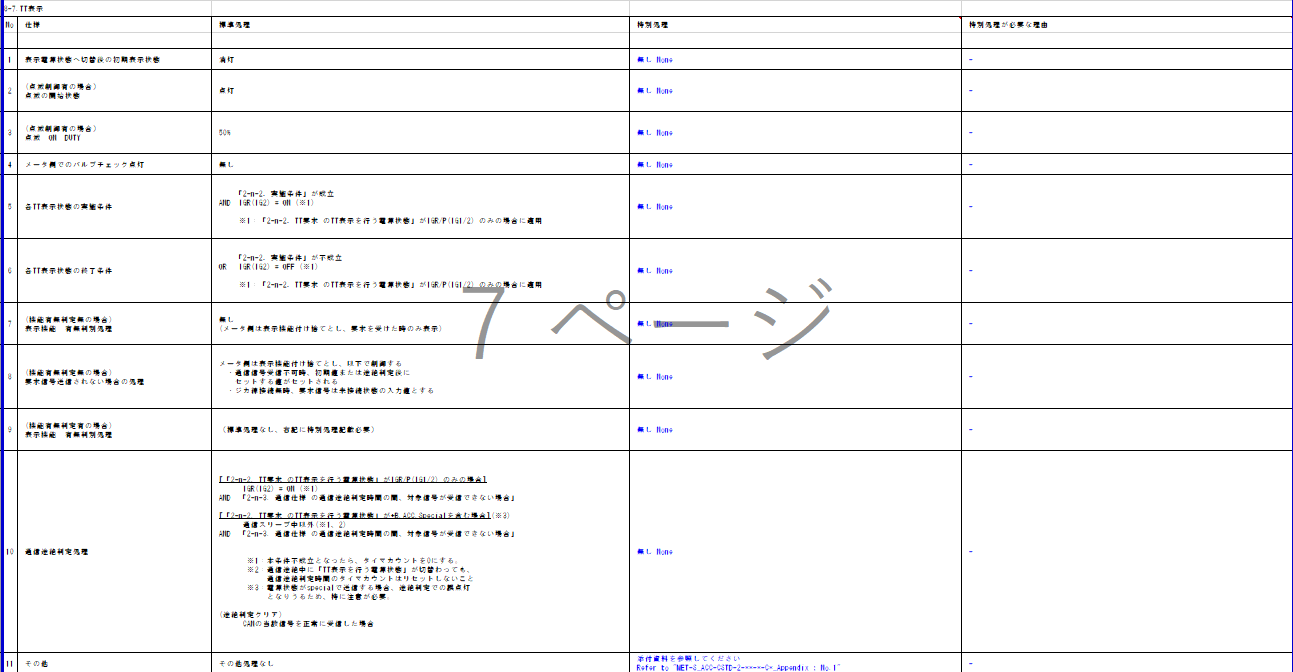 8-7.TT表示
No 仕様 標準処理 特別処理 特別処理が必要な理由
1 表示電源状態へ切替後の初期表示状態 消灯 無し None -
(点滅制御有の場合)
2 点滅の開始状態 点灯 無し None -
(点滅制御有の場合)
3 点滅 ON DUTY 50% 無し None -
4 メータ側でのバルブチェック点灯 無し 無し None -
5 各TT表示状態の実施条件 無し None -
『2-n-2. 実施条件』が成立
AND IGR(IG2) = ON (※1)
※1:『2-n-2. TT要求 のTT表示を行う電源状態』がIGR/P(IG1/2) のみの場合に適用
6 各TT表示状態の終了条件 無し None -
『2-n-2. 実施条件』が不成立
OR IGR(IG2) = OFF (※1)
※1:『2-n-2. TT要求 のTT表示を行う電源状態』がIGR/P(IG1/2) のみの場合に適用
7ページ
(機能有無判定無の場合)
7 表示機能 有無判別処理 無し None -
無し
(メータ側は表示機能付け捨てとし、要求を受けた時のみ表示)
(機能有無判定無の場合)
8 要求信号送信されない場合の処理 無し None -
メータ側は表示機能付け捨てとし、以下で制御する
・通信信号受信不可時、初期値または途絶判定後に
セットする値がセットされる
・ジカ線接続無時、要求信号は未接続状態の入力値とする
(機能有無判定有の場合)
9 表示機能 有無判別処理 無し None -
(標準処理なし、右記に特別処理記載必要)
10 通信途絶判定処理 無し None -
[『2-n-2. TT要求 のTT表示を行う電源状態』がIGR/P(IG1/2) のみの場合]
IGR(IG2) = ON (※1)
AND 『2-n-3. 通信仕様 の通信途絶判定時間の間、対象信号が受信できない場合』
[『2-n-2. TT要求 のTT表示を行う電源状態』が+B,ACC,Specialを含む場合](※3)
通信スリープ中以外(※1, 2)
AND 『2-n-3. 通信仕様 の通信途絶判定時間の間、対象信号が受信できない場合』
※1:本条件不成立となったら、タイマカウントを0にする。
※2:通信途絶中に『TT表示を行う電源状態』が切替わっても、
通信途絶判定時間のタイマカウントはリセットしないこと
※3:電源状態がspecialで送信する場合、途絶判定での誤点灯
となりうるため、特に注意が必要。
(途絶判定クリア)
CANの当該信号を正常に受信した場合
11 その他 その他処理なし -
添付資料を参照してください
Refer to